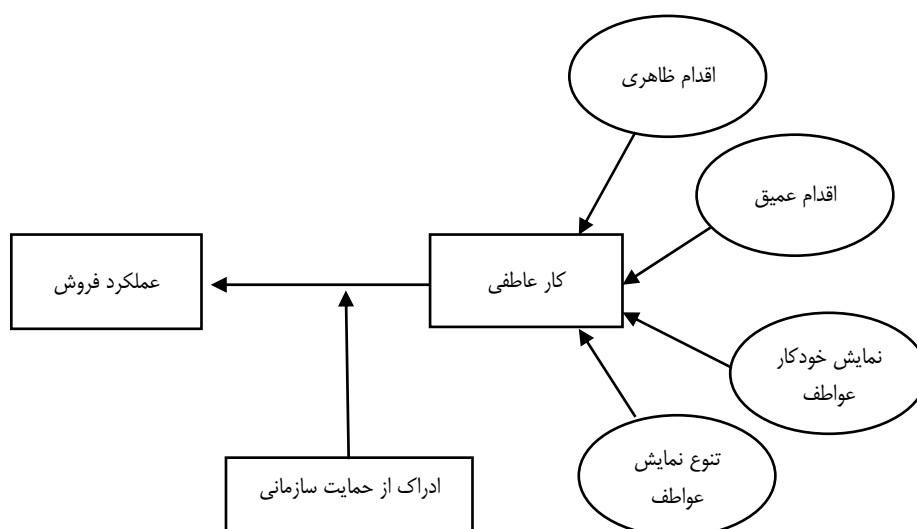 اقدام ظاهری
اقدام عمیق
کار عاطفی
عملکرد فروش
نمایش خودکار
عواطف
تنوع نمایش
عواطف
ادراک از حمایت سازمانی